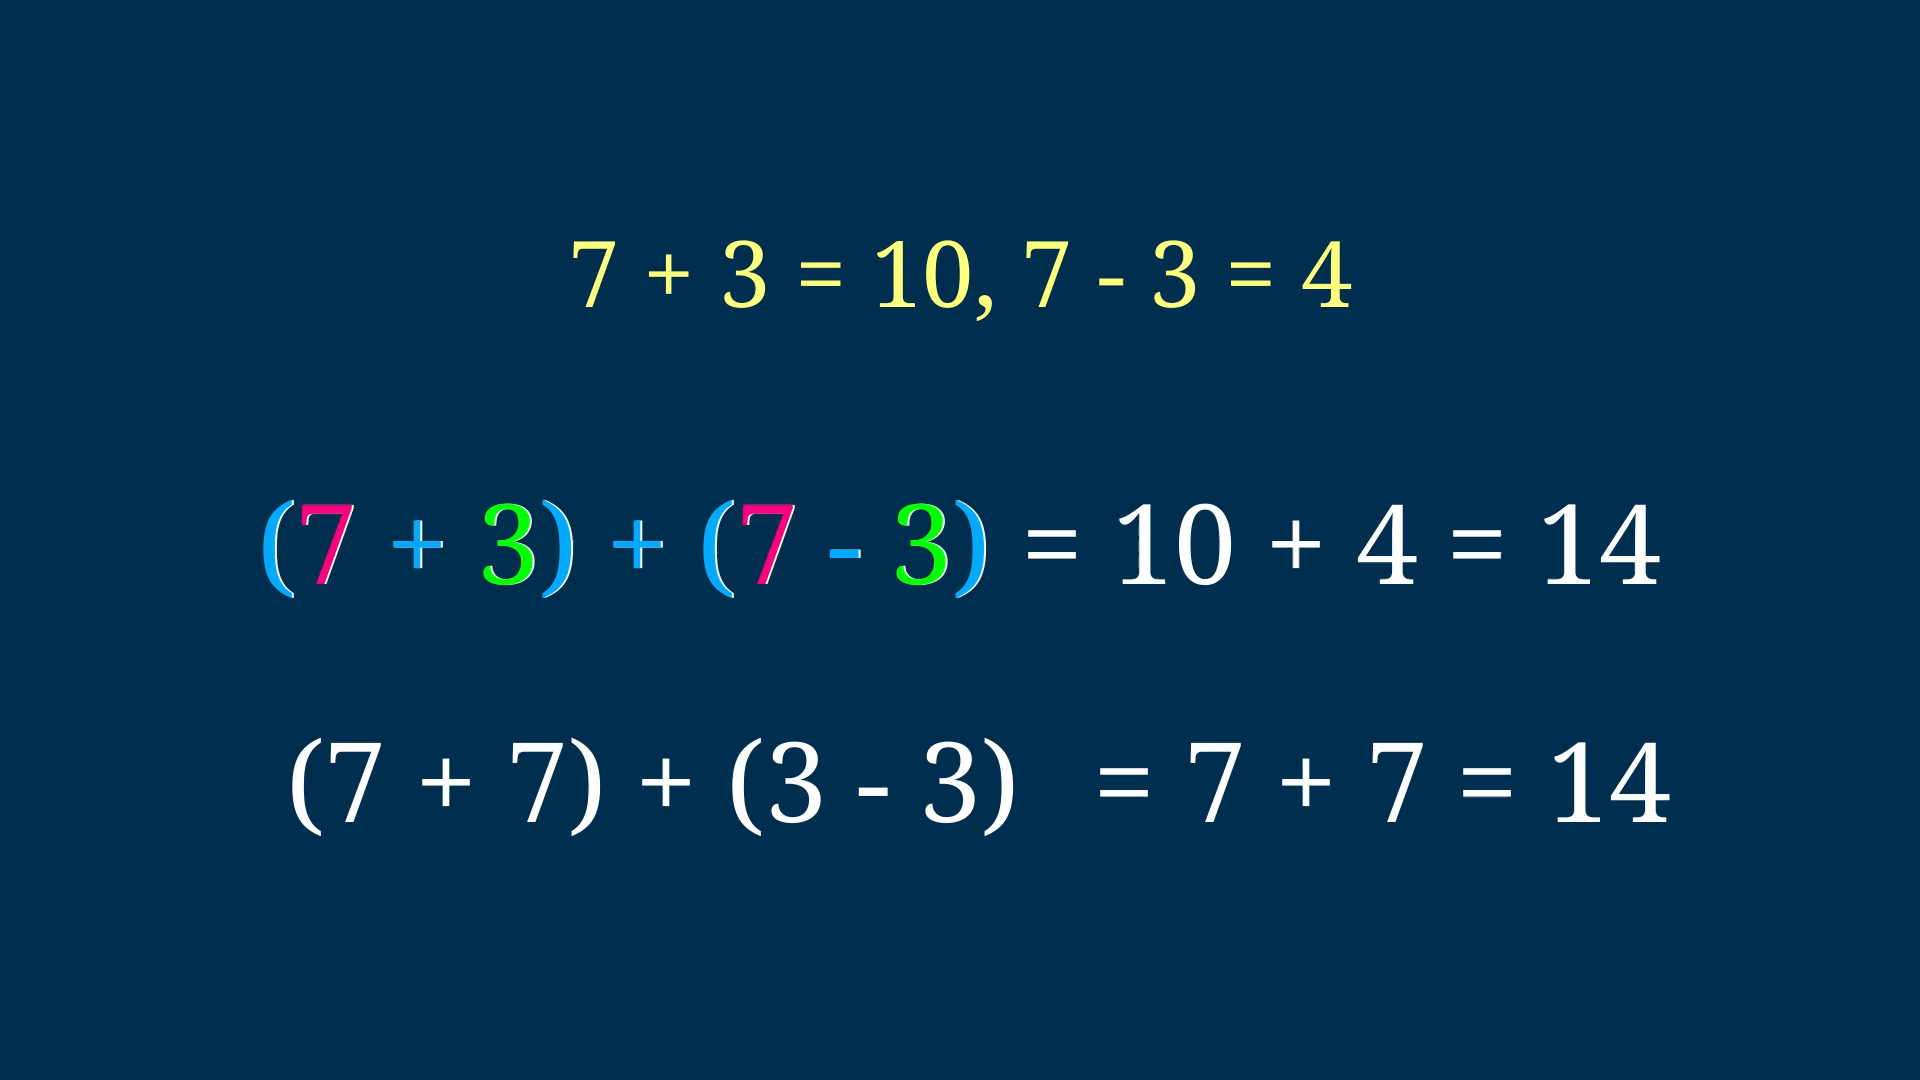 7 + 3 = 10, 7 - 3 = 4
(7 + 3) + (7 - 3) = 10 + 4 = 14
(7 + 7) + (3 - 3) = 7 + 7 = 14